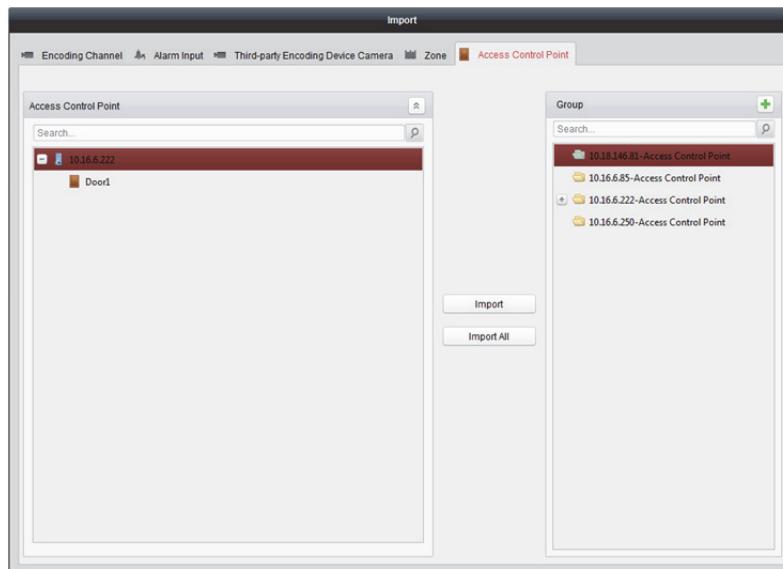 Import
Encoding Channel Alarm Input Third-party Encoding Device Camera Zone Access Control Point
Access Control Point
Search...
10.16.6.222
Door1
Import
Import All
Group
Search...
10.18.146.81-Access Control Point
10.16.6.85-Access Control Point
10.16.6.222-Access Control Point
10.16.6.250-Access Control Point